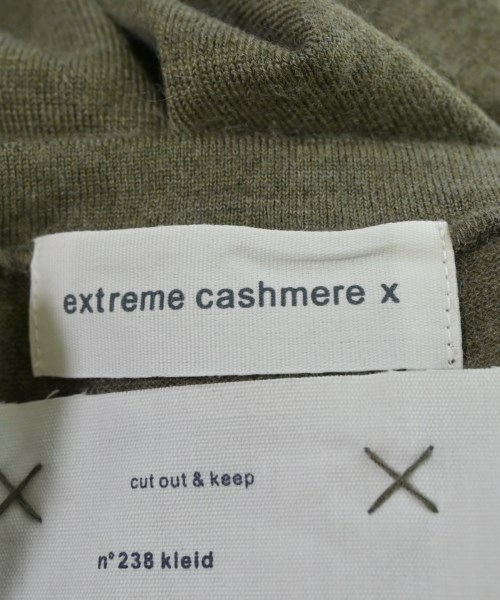 extreme cashmere x
cut out & keep
n°238 kleid